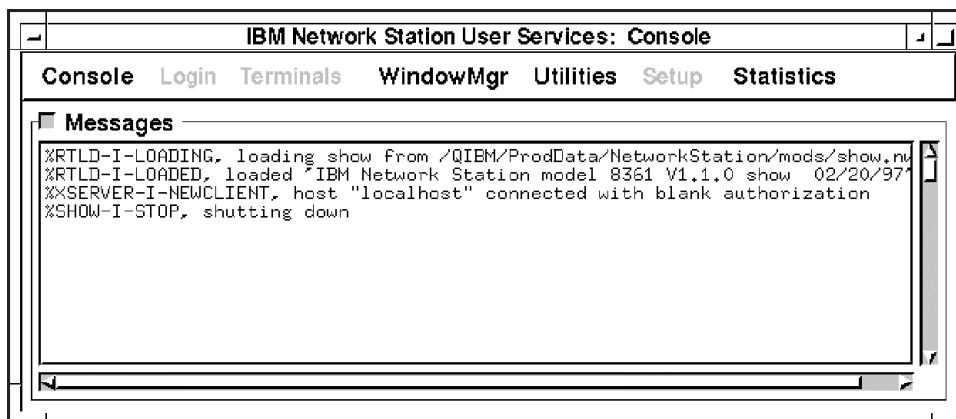 IBM Network Station User Services: Console
Console Login Terminals WindowMgr Utilities Setup Statistics
Messages
%RTLD-I-LOADING, loading show from /QIBM/ProdData/NetworkStation/mods/show.nw
%RTLD-I-LOADED, loaded "IBM Network Station model 8361 V1.1.0 show 02/20/97"
%XSERVER-I-NEWCLIENT, host "localhost" connected with blank authorization
%SHOW-I-STOP, shutting down